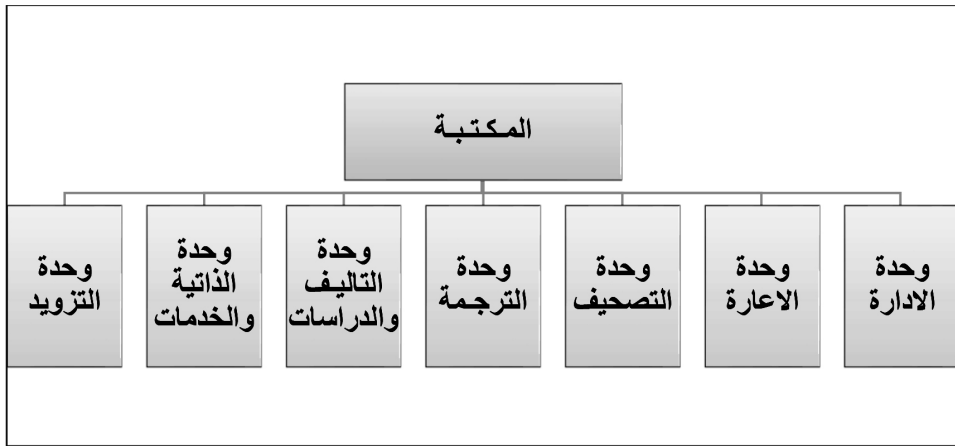 المكتبة
وحدة
الادارة
وحدة
الاعارة
وحدة
التصحيف
وحدة
الترجمة
وحدة
التاليف
والدراسات
وحدة
الذاتية
والخدمات
وحدة
التزويد